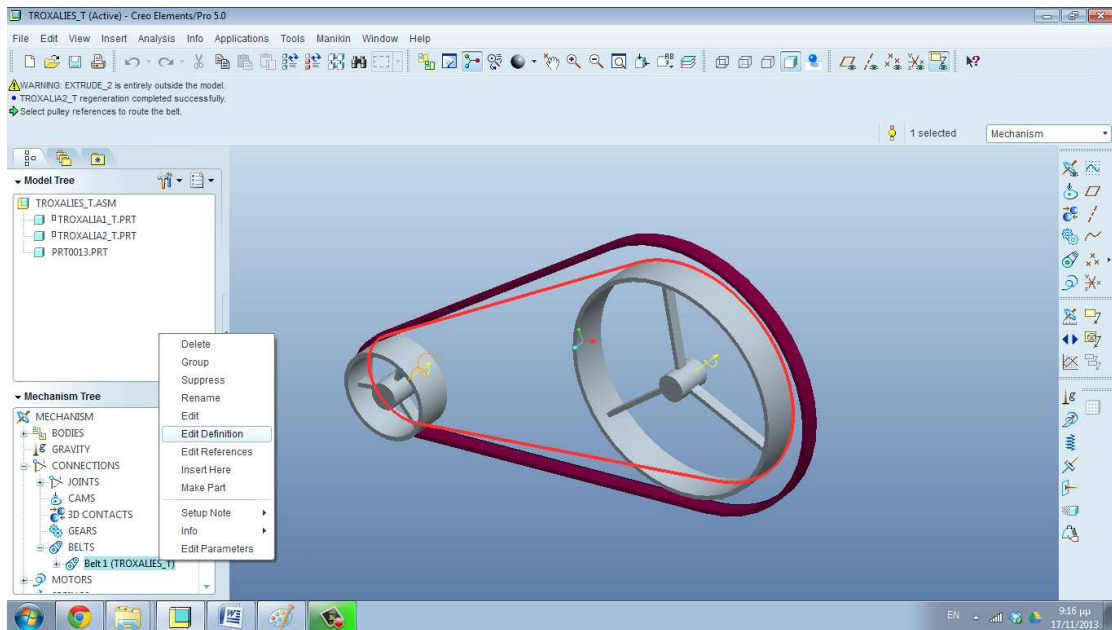 TROXALIES_T (Active) - Creo Elements/Pro 5.0
File Edit View Insert Analysis Info Applications Tools Manikin Window Help
WARNING: EXTRUDE_2 is entirely outside the model.
• TROXALIA2_T regeneration completed successfully.
Select pulley references to route the belt.
1 selected
Mechanism
Model Tree
TROXALIES_T.ASM
TROXALIA1_T.PRT
TROXALIA2_T.PRT
PRT0013.PRT
Delete
Group
Suppress
Rename
Edit
Edit Definition
Edit References
Insert Here
Make Part
Setup Note
Info
Edit Parameters
Mechanism Tree
MECHANISM
BODIES
GRAVITY
CONNECTIONS
JOINTS
CAMS
3D CONTACTS
GEARS
BELTS
Belt 1 (TROXALIES_T)
MOTORS
EN
9:16 μμ
17/11/2013